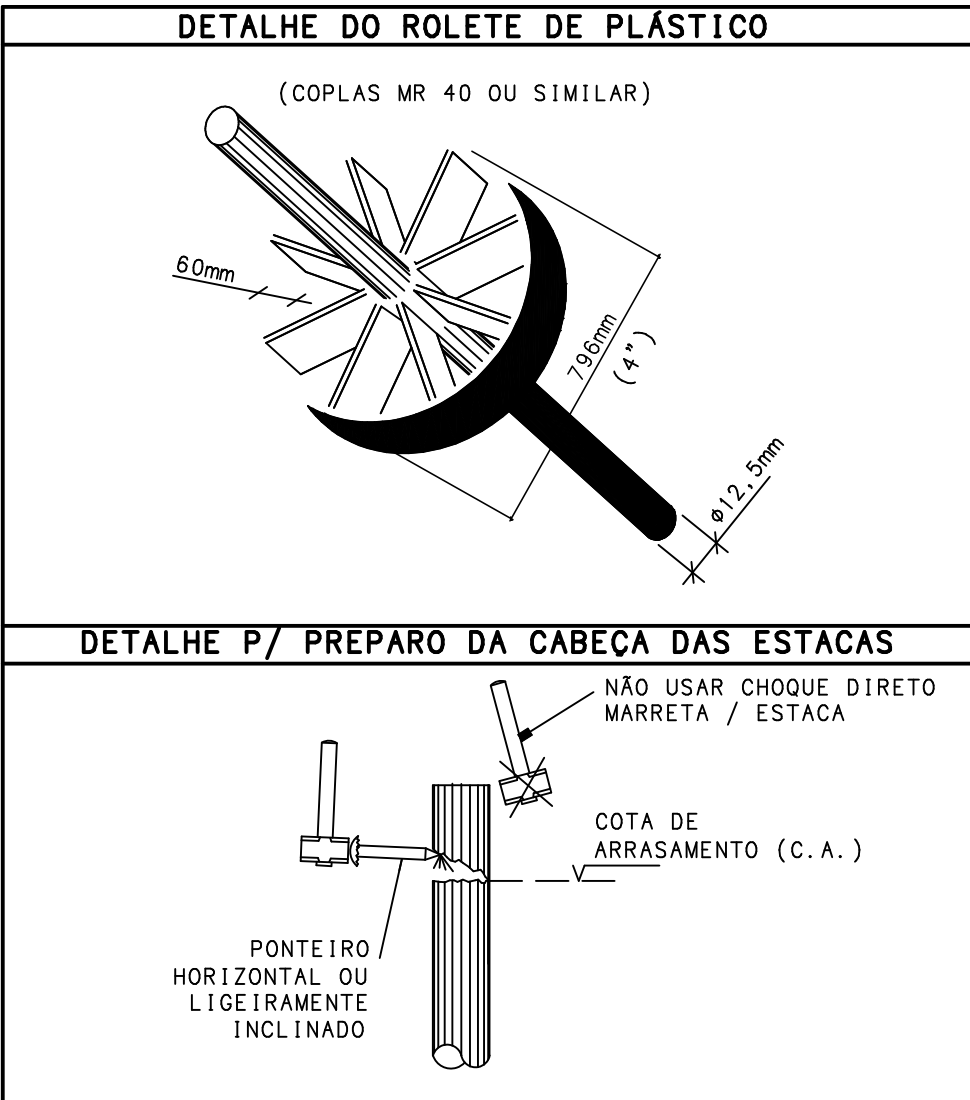 DETALHE DO ROLETE DE PLÁSTICO
(COPLAS MR 40 OU SIMILAR)
60mm
796mm
(4")
ø12,5mm
DETALHE P/ PREPARO DA CABEÇA DAS ESTACAS
NÃO USAR CHOQUE DIRETO
MARRETA / ESTACA
COTA DE
ARRASAMENTO (C.A.)
PONTEIRO
HORIZONTAL OU
LIGEIRAMENTE
INCLINADO